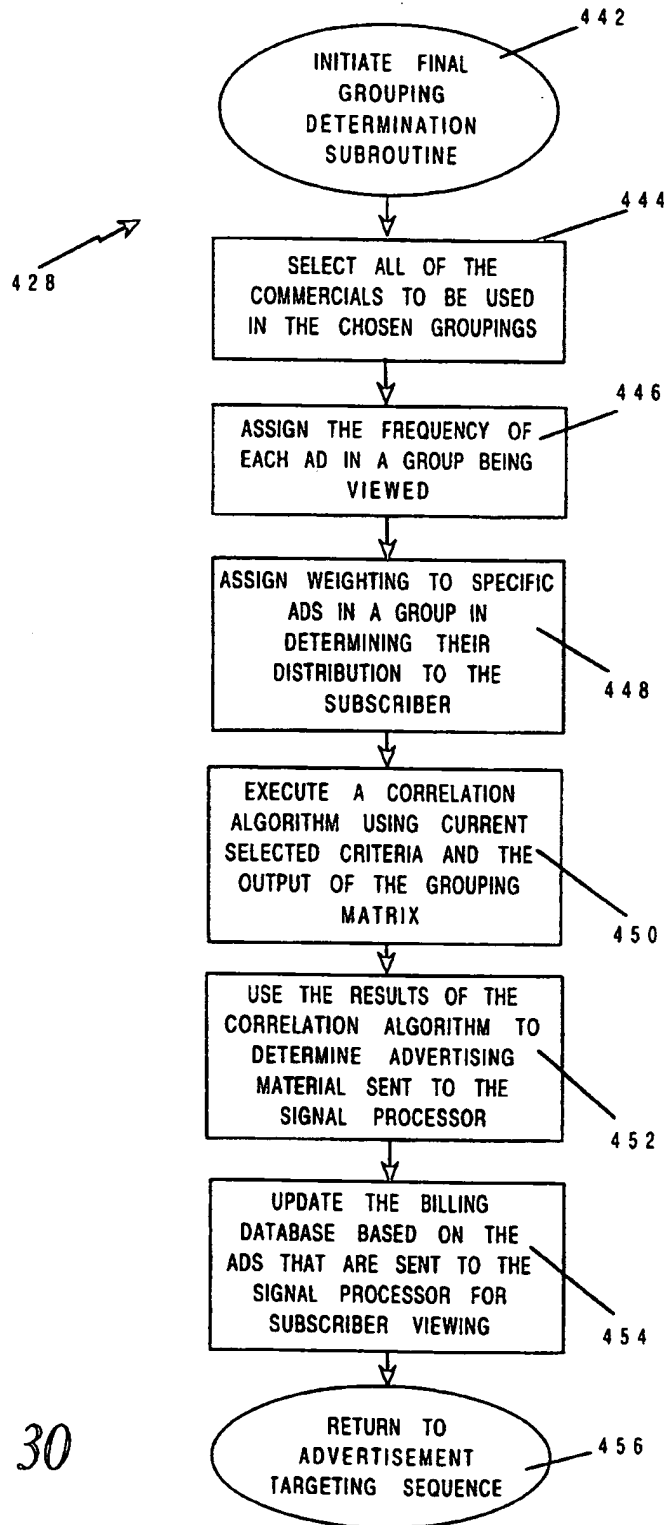 442
INITIATE FINAL
GROUPING
DETERMINATION
SUBROUTINE
428
444
SELECT ALL OF THE
COMMERCIALS TO BE USED
IN THE CHOSEN GROUPINGS
446
ASSIGN THE FREQUENCY OF
EACH AD IN A GROUP BEING
VIEWED
ASSIGN WEIGHTING TO SPECIFIC
ADS IN A GROUP IN
DETERMINING THEIR
DISTRIBUTION TO THE
SUBSCRIBER
448
EXECUTE A CORRELATION
ALGORITHM USING CURRENT
SELECTED CRITERIA AND THE
OUTPUT OF THE GROUPING
MATRIX
450
USE THE RESULTS OF THE
CORRELATION ALGORITHM TO
DETERMINE ADVERTISING
MATERIAL SENT TO THE
SIGNAL PROCESSOR
452
UPDATE THE BILLING
DATABASE BASED ON THE
ADS THAT ARE SENT TO THE
SIGNAL PROCESSOR FOR
SUBSCRIBER VIEWING
454
30
RETURN TO
ADVERTISEMENT
TARGETING SEQUENCE
456